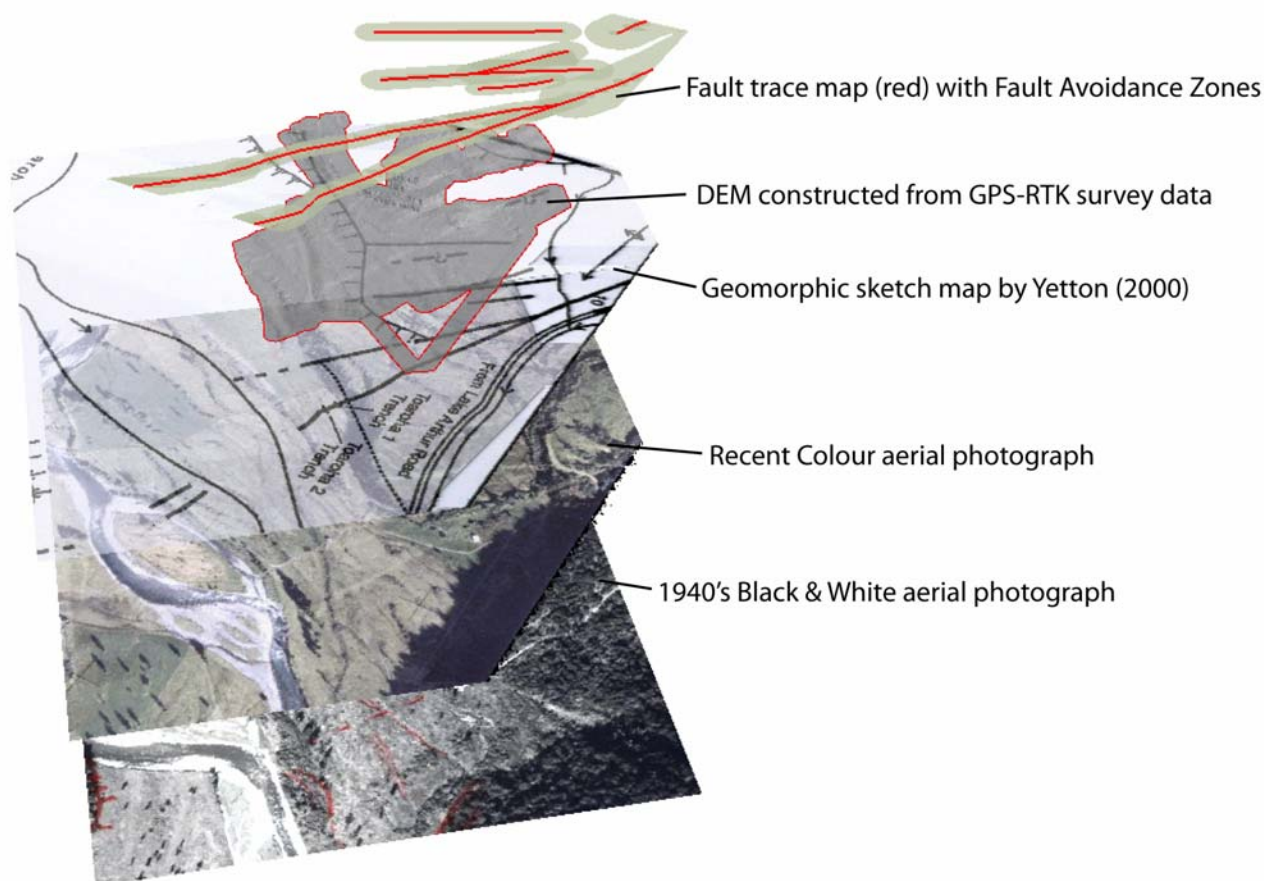 Fault trace map (red) with Fault Avoidance Zones
DEM constructed from GPS-RTK survey data
Geomorphic sketch map by Yetton (2000)
From Lake Arthur Road
Toaroha 1
Trench
Toaroha 2
Trench
Recent Colour aerial photograph
1940's Black & White aerial photograph